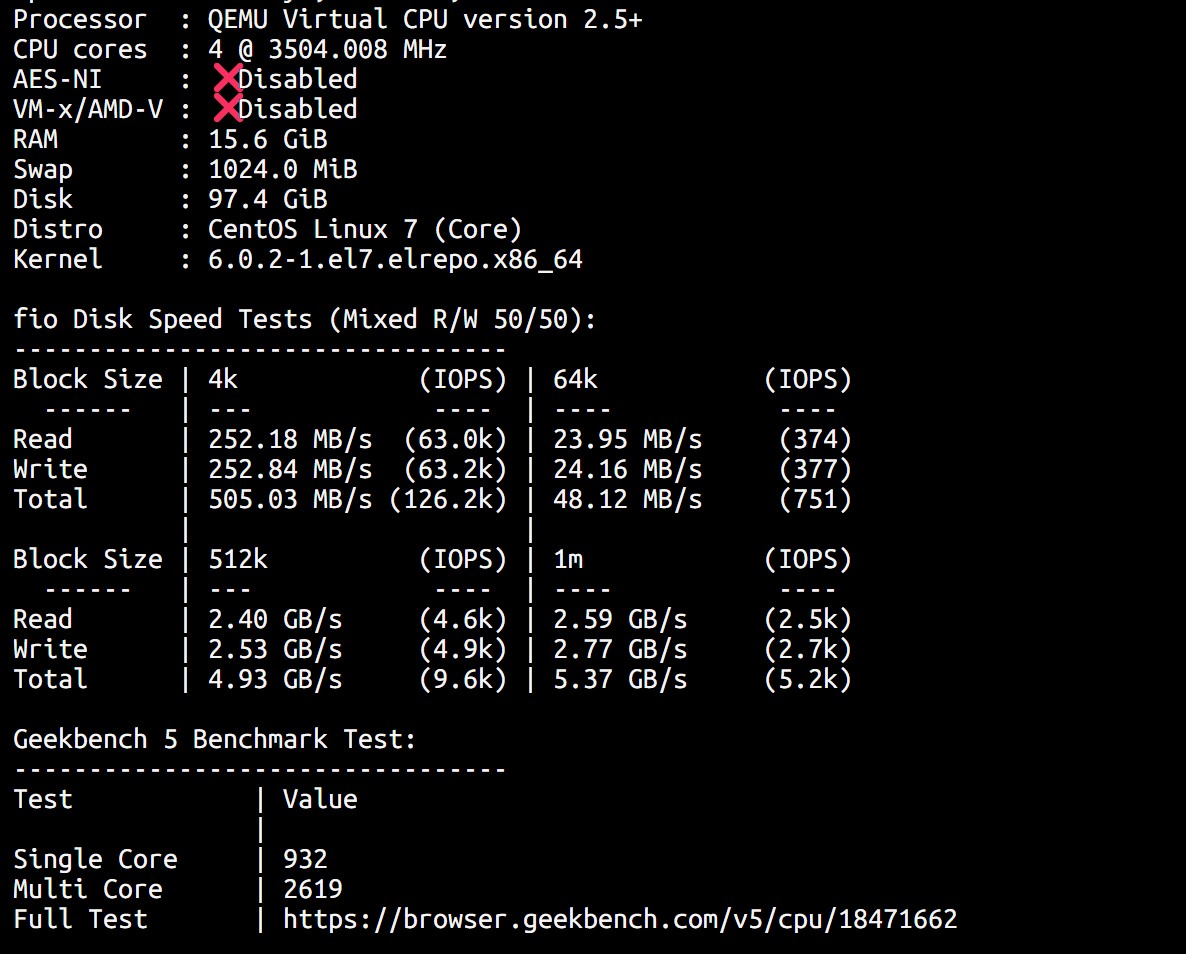 Processor  : QEMU Virtual CPU version 2.5+
CPU cores  : 4 @ 3504.008 MHz
AES-NI     : ❌Disabled
VM-x/AMD-V : ❌Disabled
RAM        : 15.6 GiB
Swap       : 1024.0 MiB
Disk       : 97.4 GiB
Distro     : CentOS Linux 7 (Core)
Kernel     : 6.0.2-1.el7.elrepo.x86_64

fio Disk Speed Tests (Mixed R/W 50/50):
---------------------------------
Block Size | 4k            (IOPS) | 64k           (IOPS)
  ------   | ---            ----  | ----           ----
Read       | 252.18 MB/s  (63.0k) | 23.95 MB/s     (374)
Write      | 252.84 MB/s  (63.2k) | 24.16 MB/s     (377)
Total      | 505.03 MB/s (126.2k) | 48.12 MB/s     (751)
           |                      |
Block Size | 512k          (IOPS) | 1m            (IOPS)
  ------   | ---            ----  | ----           ----
Read       | 2.40 GB/s     (4.6k) | 2.59 GB/s     (2.5k)
Write      | 2.53 GB/s     (4.9k) | 2.77 GB/s     (2.7k)
Total      | 4.93 GB/s     (9.6k) | 5.37 GB/s     (5.2k)

Geekbench 5 Benchmark Test:
---------------------------------
Test            | Value
                |
Single Core     | 932
Multi Core      | 2619
Full Test       | https://browser.geekbench.com/v5/cpu/18471662